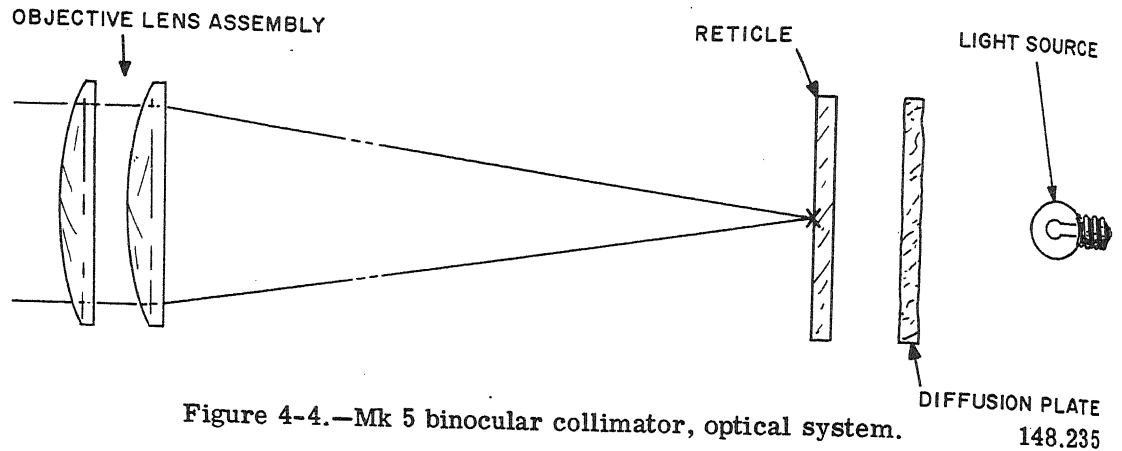 OBJECTIVE LENS ASSEMBLY
RETICLE
LIGHT SOURCE
DIFFUSION PLATE
Figure 4-4.—Mk 5 binocular collimator, optical system.
148.235